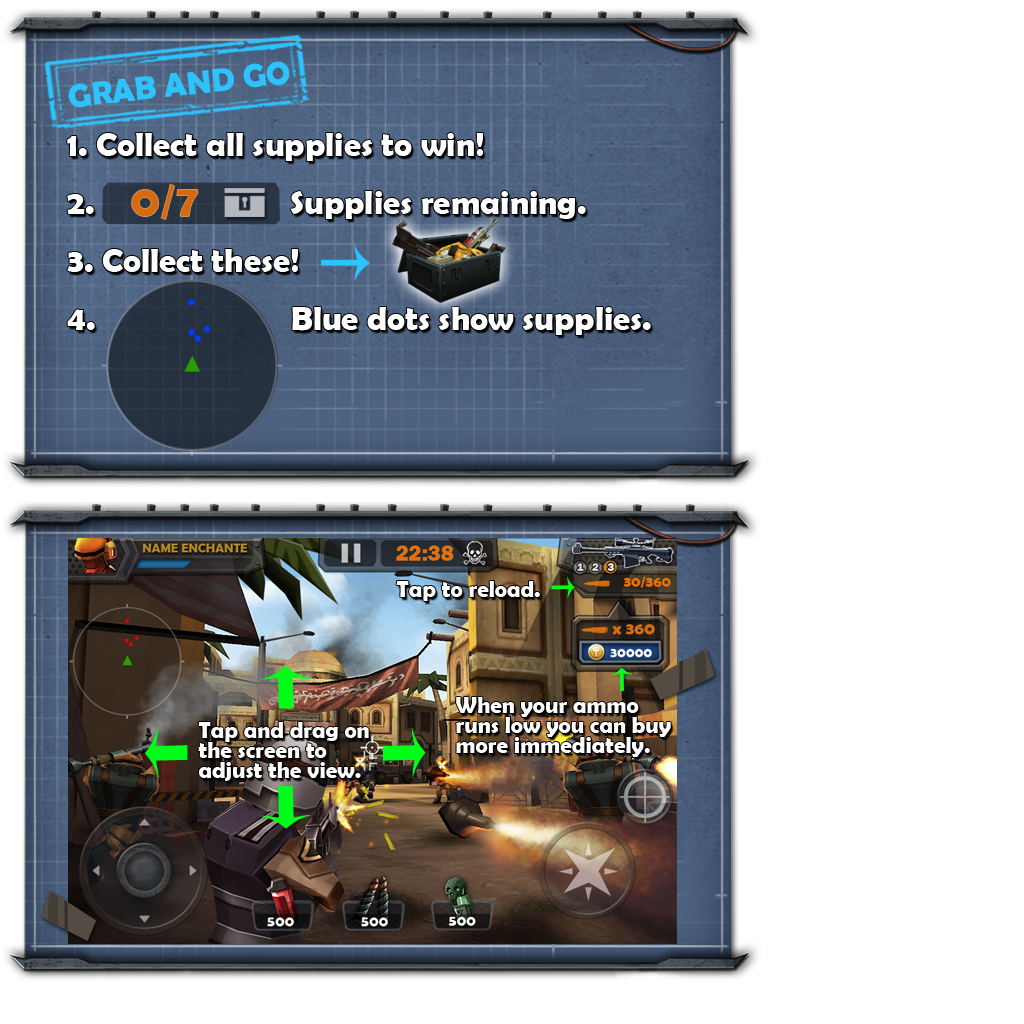 GRAB AND GO
1. Collect all supplies to win!
2. 0/7 Supplies remaining.
3. Collect these!
4. Blue dots show supplies.
NAME ENCHANTE
22:38
1 2 3
Tap to reload.
30/360
x 360
30000
When your ammo
runs low you can buy
more immediately.
Tap and drag on
the screen to
adjust the view.
500
500
500